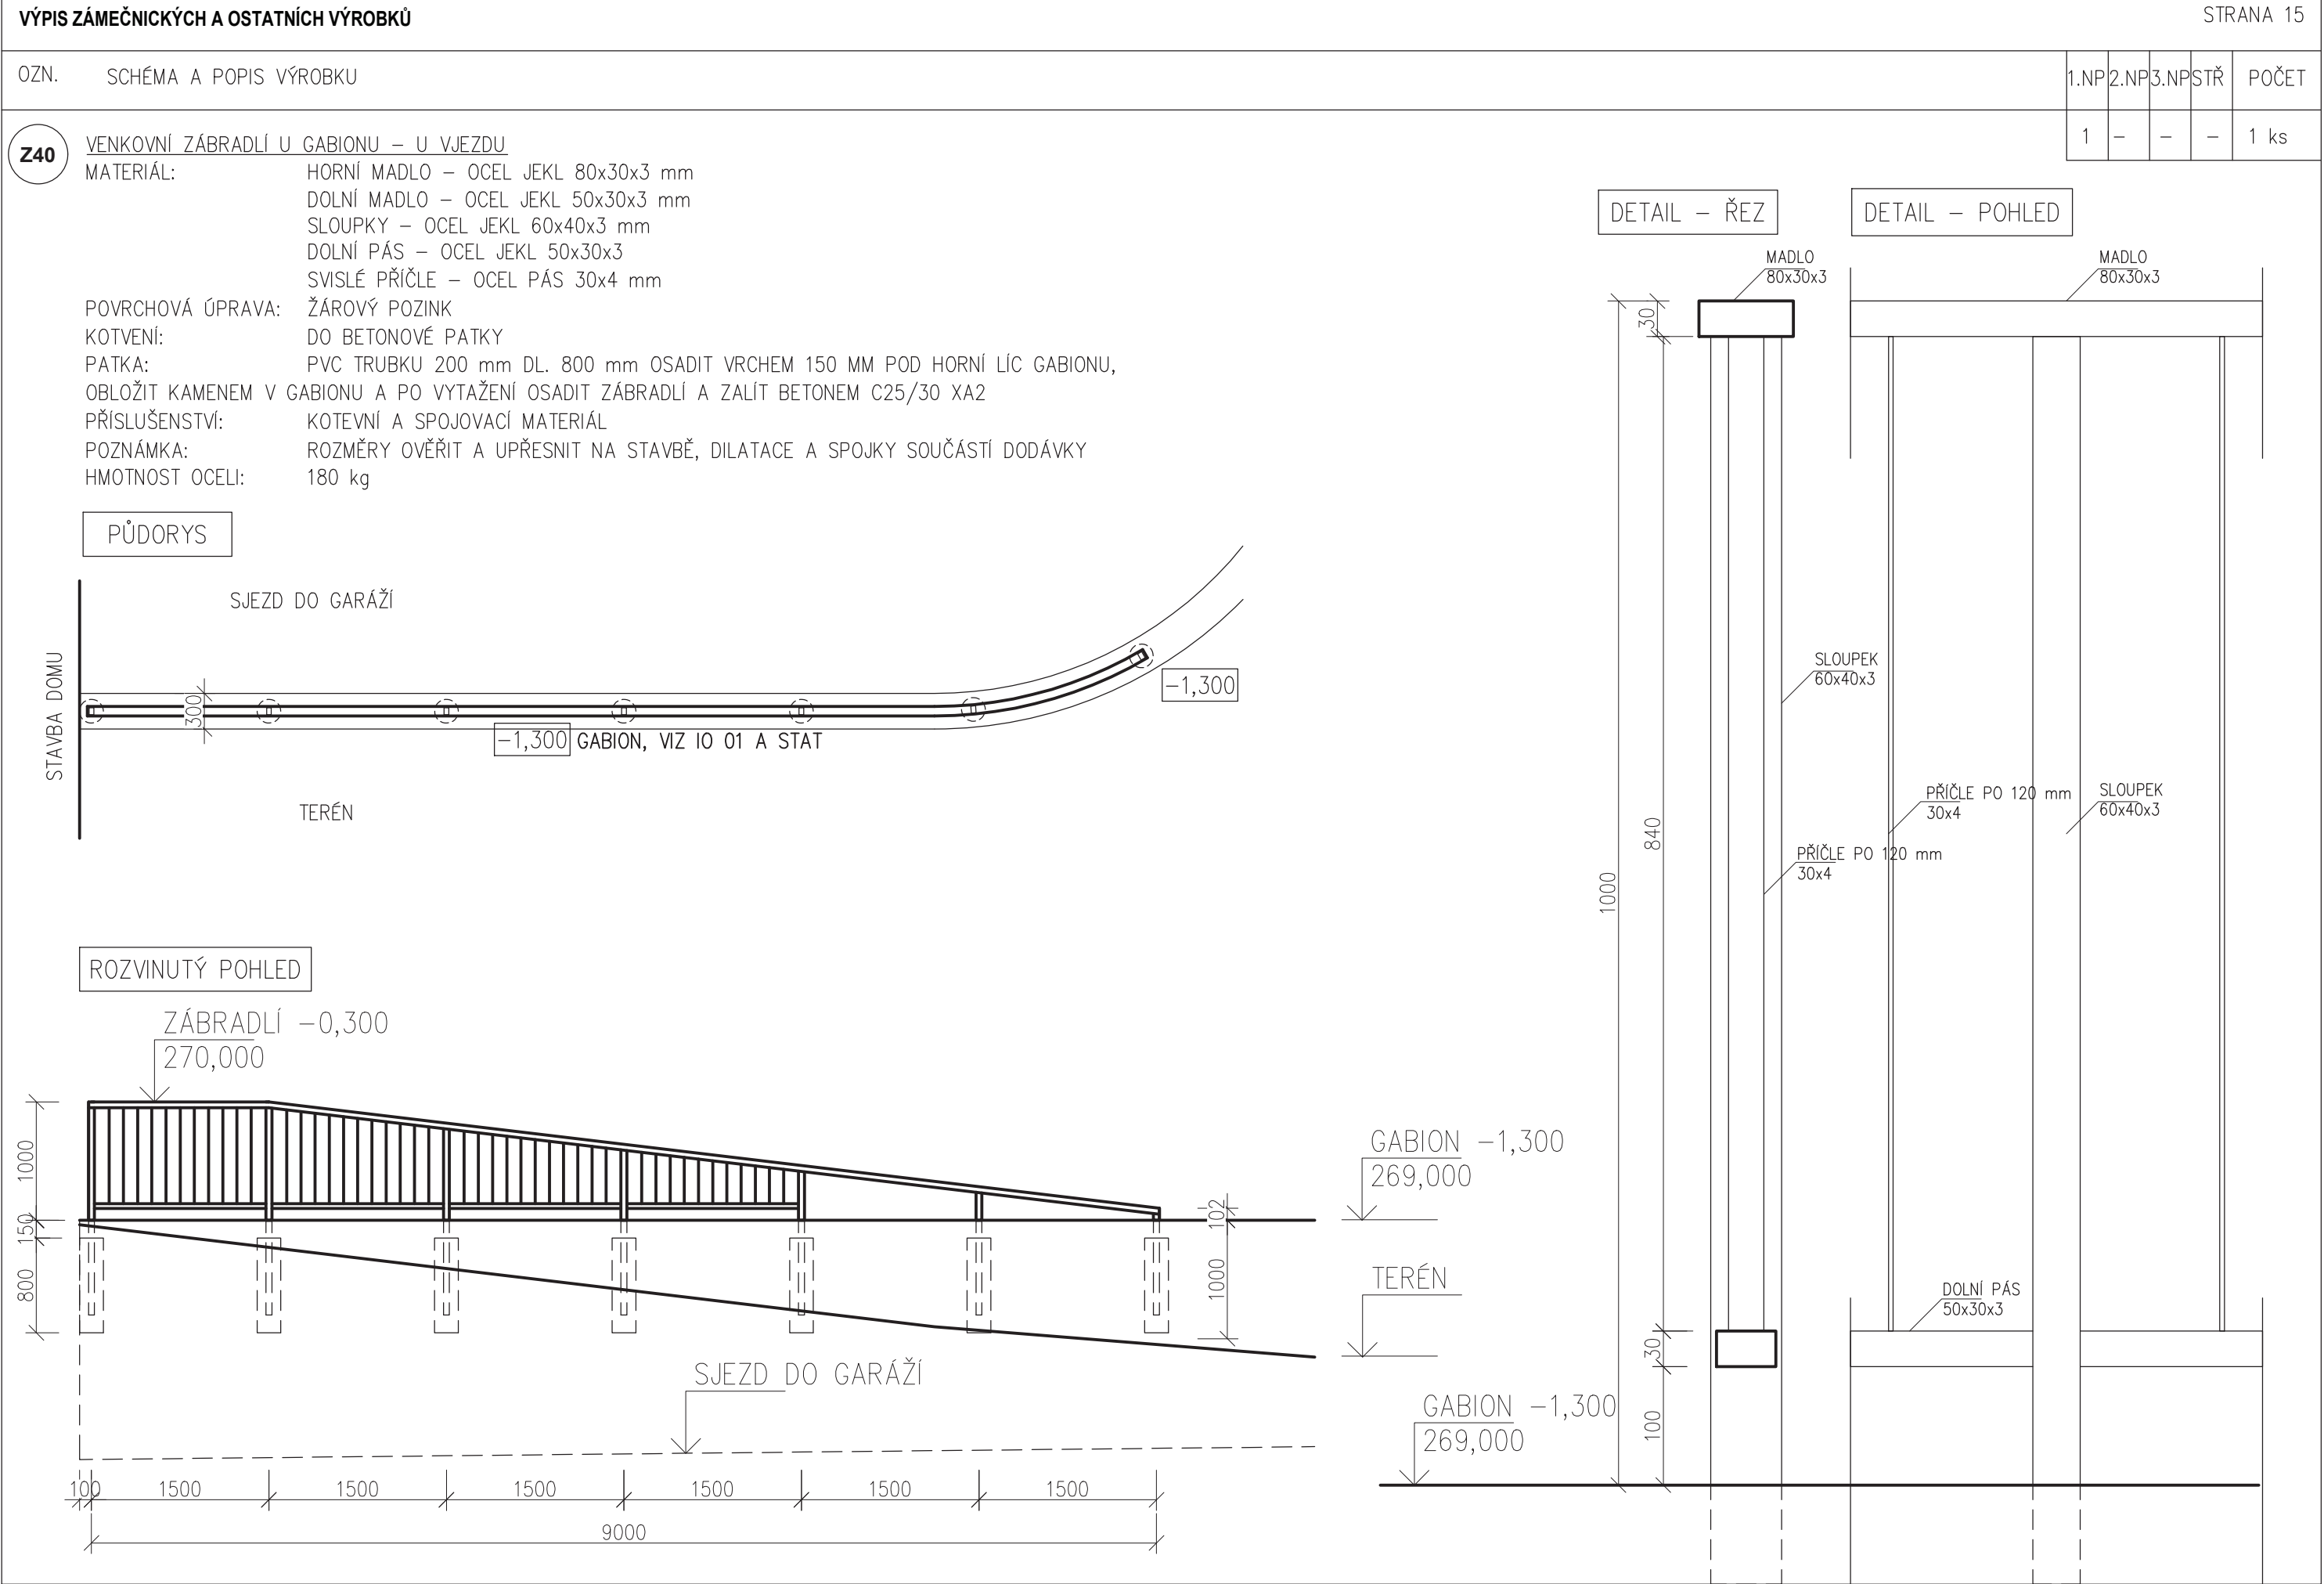 VÝPIS ZÁMEČNICKÝCH A OSTATNÍCH VÝROBKŮ
STRANA 15
OZN. SCHÉMA A POPIS VÝROBKU
1.NP 2.NP 3.NP STŘ POČET
1 – – – 1 ks
Z40
VENKOVNÍ ZÁBRADLÍ U GABIONU – U VJEZDU
MATERIÁL: HORNÍ MADLO – OCEL JEKL 80x30x3 mm
DOLNÍ MADLO – OCEL JEKL 50x30x3 mm
SLOUPKY – OCEL JEKL 60x40x3 mm
DOLNÍ PÁS – OCEL JEKL 50x30x3
SVISLÉ PŘÍČLE – OCEL PÁS 30x4 mm
POVRCHOVÁ ÚPRAVA: ŽÁROVÝ POZINK
KOTVENÍ: DO BETONOVÉ PATKY
PATKA: PVC TRUBKU 200 mm DL. 800 mm OSADIT VRCHEM 150 MM POD HORNÍ LÍC GABIONU,
OBLOŽIT KAMENEM V GABIONU A PO VYTAŽENÍ OSADIT ZÁBRADLÍ A ZALÍT BETONEM C25/30 XA2
PŘÍSLUŠENSTVÍ: KOTEVNÍ A SPOJOVACÍ MATERIÁL
POZNÁMKA: ROZMĚRY OVĚŘIT A UPŘESNIT NA STAVBĚ, DILATACE A SPOJKY SOUČÁSTÍ DODÁVKY
HMOTNOST OCELI: 180 kg
PŮDORYS
SJEZD DO GARÁŽÍ
STAVBA DOMU
300
–1,300
–1,300 GABION, VIZ IO 01 A STAT
TERÉN
ROZVINUTÝ POHLED
ZÁBRADLÍ –0,300
270,000
1000
150
800
102
1000
GABION –1,300
269,000
TERÉN
SJEZD DO GARÁŽÍ
100 1500 1500 1500 1500 1500 1500
9000
DETAIL – ŘEZ
MADLO
80x30x3
30
SLOUPEK
60x40x3
840
1000
PŘÍČLE PO 120 mm
30x4
30
100
GABION –1,300
269,000
DETAIL – POHLED
MADLO
80x30x3
PŘÍČLE PO 120 mm
30x4
SLOUPEK
60x40x3
DOLNÍ PÁS
50x30x3